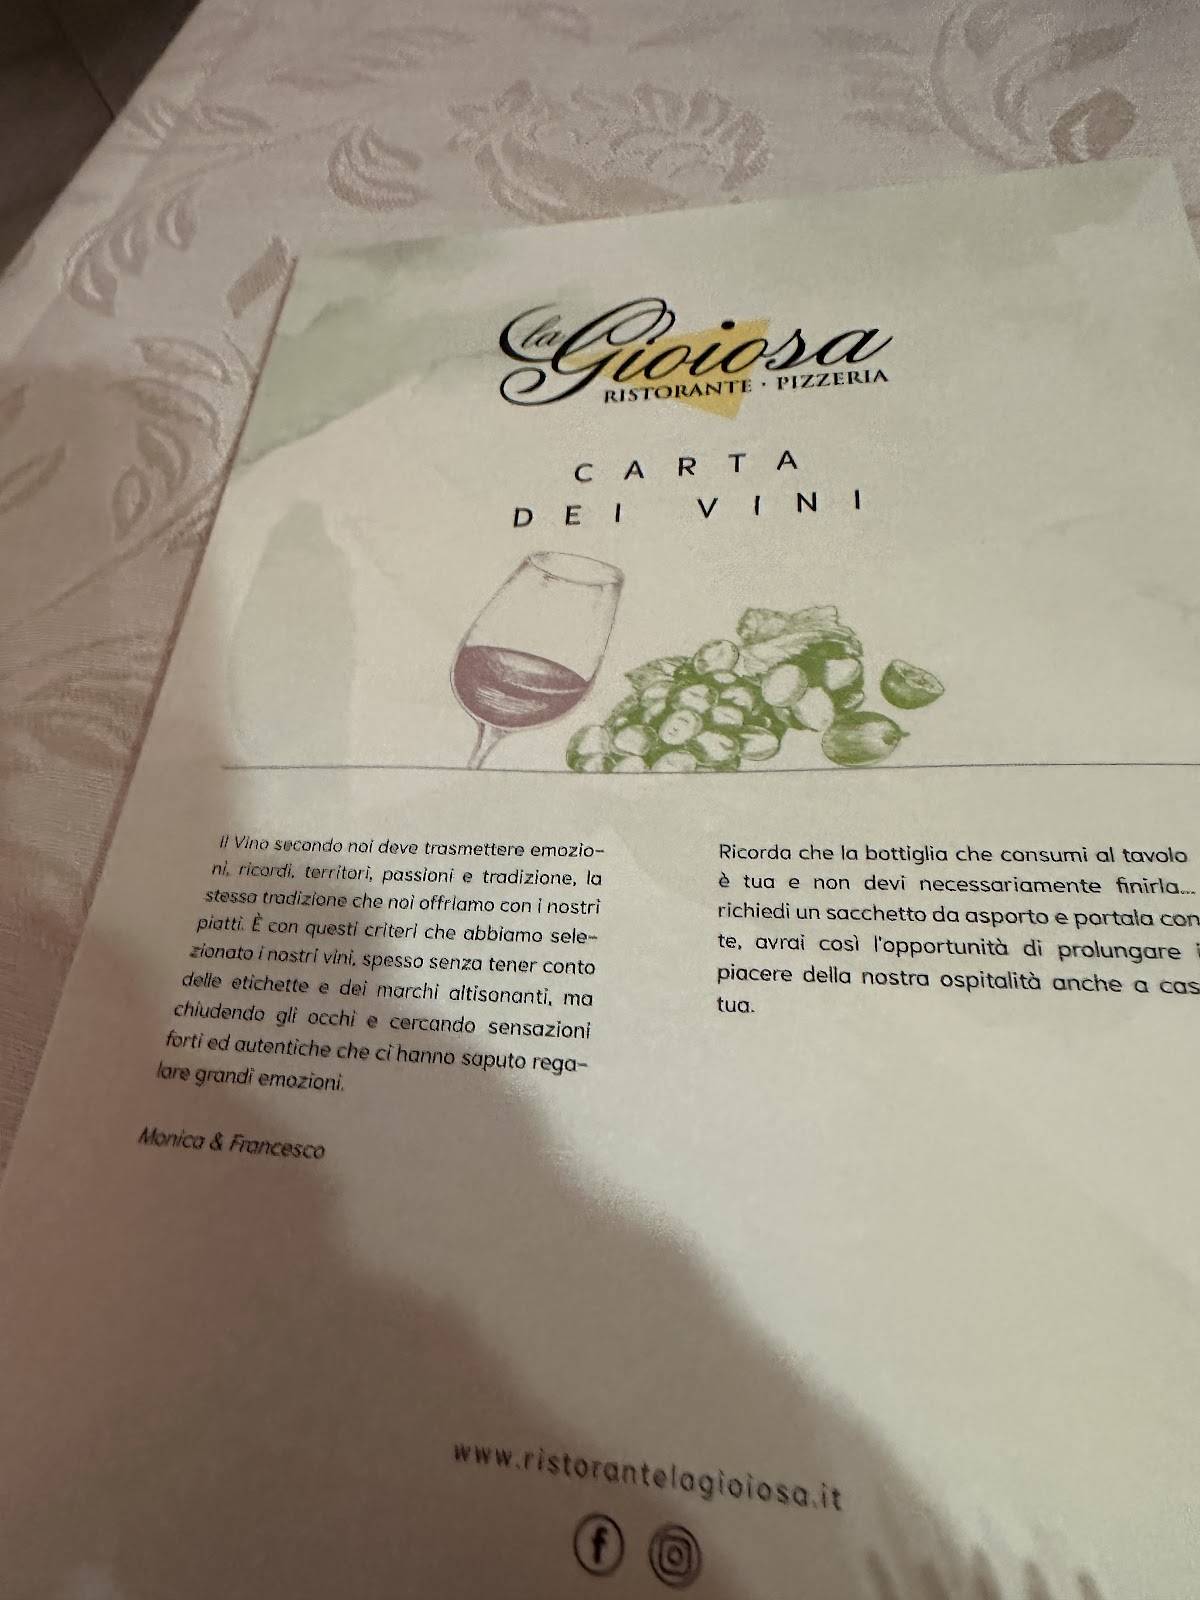 la Gioiosa
RISTORANTE · PIZZERIA
CARTA
DEI VINI
Il Vino secondo noi deve trasmettere emozio-
ni, ricordi, territori, passioni e tradizione, la
stessa tradizione che noi offriamo con i nostri
piatti. È con questi criteri che abbiamo sele-
zionato i nostri vini, spesso senza tener conto
delle etichette e dei marchi altisonanti, ma
chiudendo gli occhi e cercando sensazioni
forti ed autentiche che ci hanno saputo rega-
lare grandi emozioni.
Monica & Francesco
Ricorda che la bottiglia che consumi al tavolo
è tua e non devi necessariamente finirla...
richiedi un sacchetto da asporto e portala con
te, avrai così l'opportunità di prolungare i
piacere della nostra ospitalità anche a cas
tua.
www.ristorantelagioiosa.it